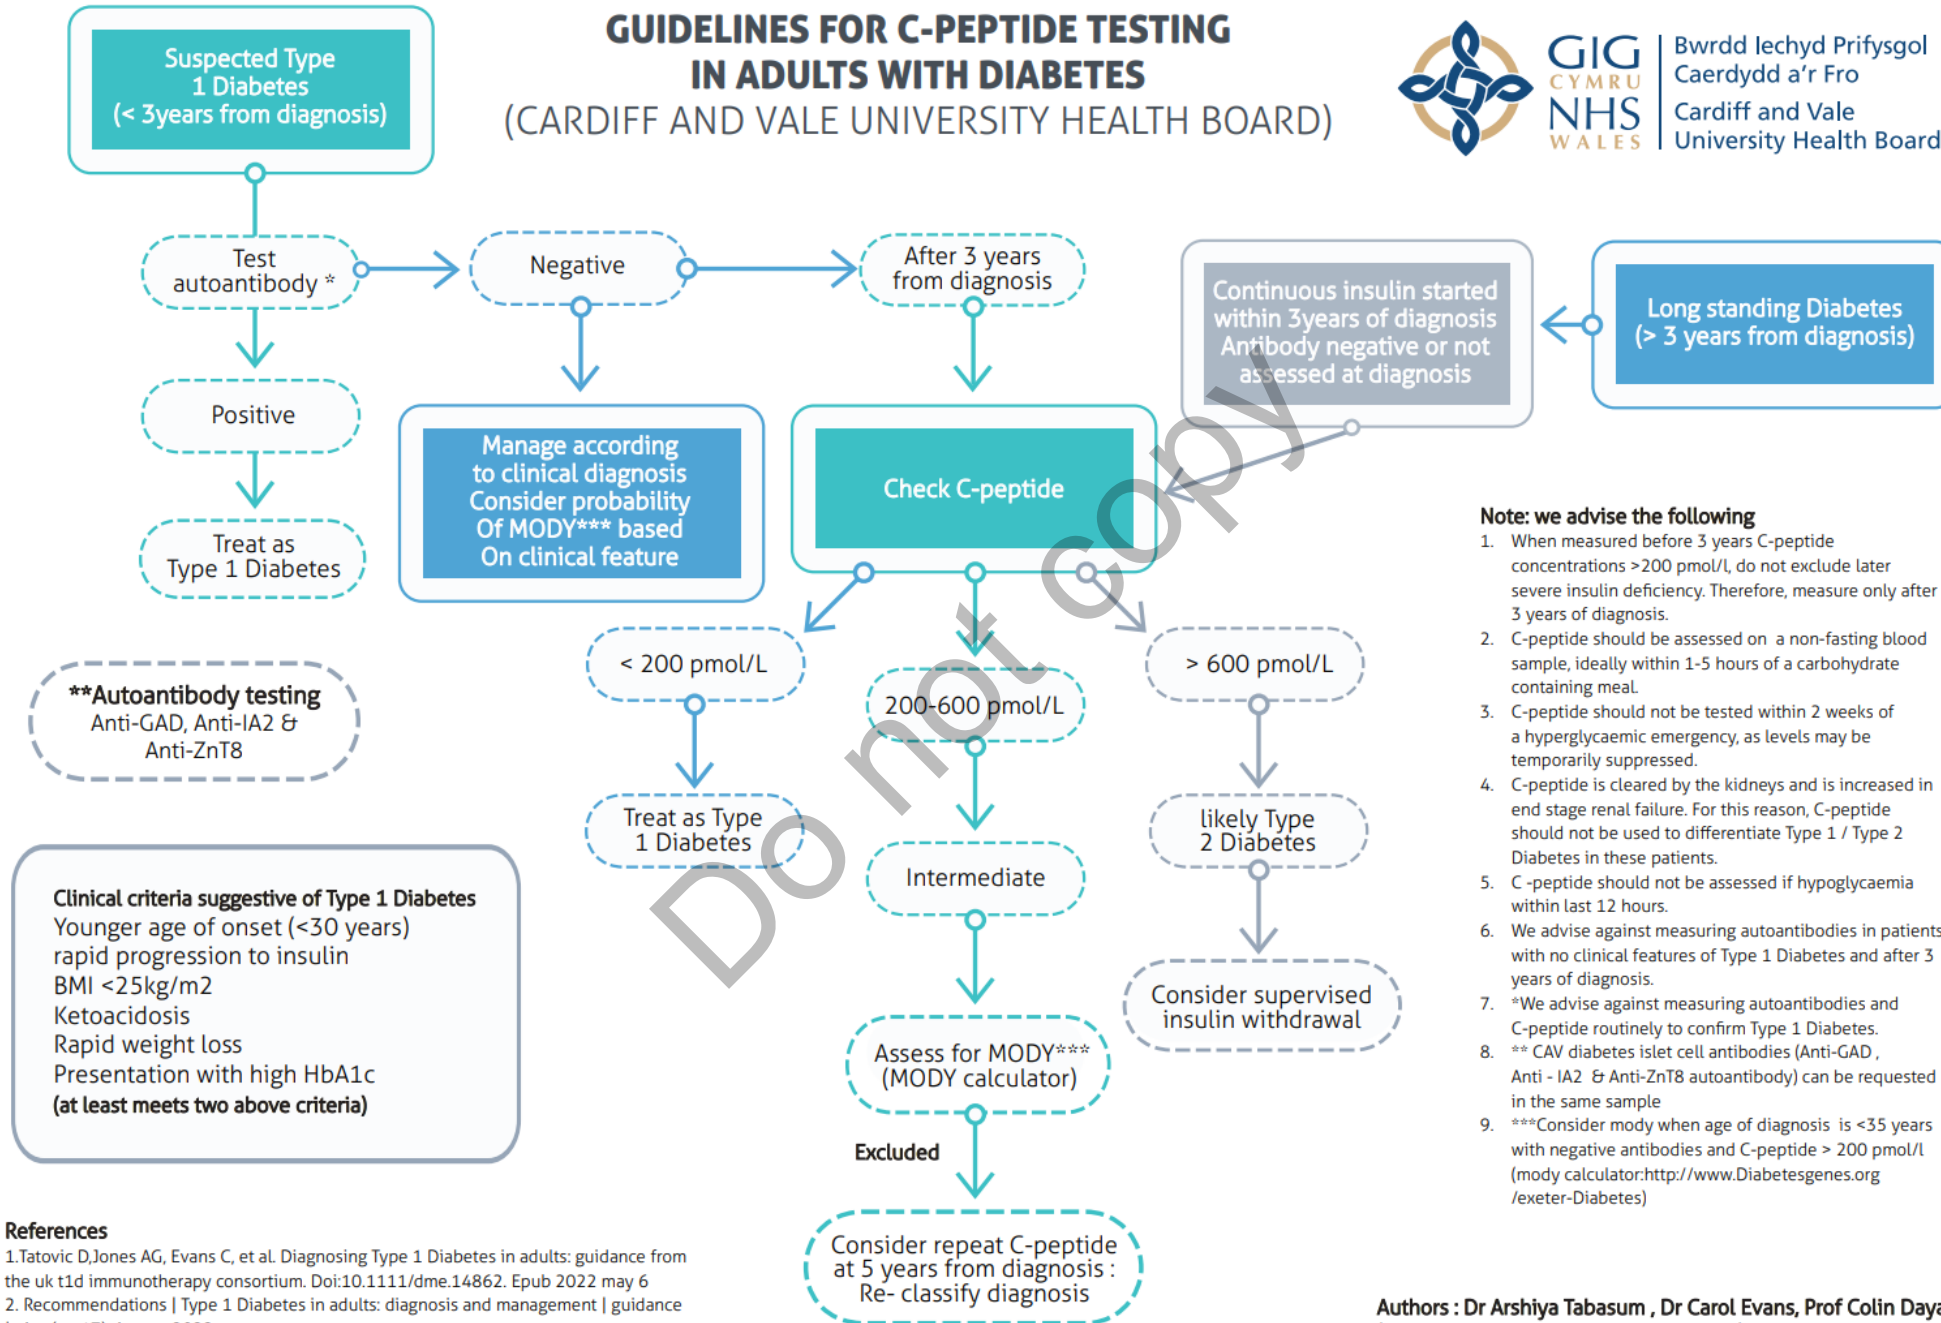 GUIDELINES FOR C-PEPTIDE TESTING
IN ADULTS WITH DIABETES
(CARDIFF AND VALE UNIVERSITY HEALTH BOARD)
GIG
CYMRU
NHS
WALES
Bwrdd Iechyd Prifysgol
Caerdydd a'r Fro
Cardiff and Vale
University Health Board
Suspected Type
1 Diabetes
(< 3years from diagnosis)
Test
autoantibody *
Negative
After 3 years
from diagnosis
Continuous insulin started
within 3years of diagnosis
Antibody negative or not
assessed at diagnosis
Long standing Diabetes
(> 3 years from diagnosis)
Positive
Treat as
Type 1 Diabetes
Manage according
to clinical diagnosis
Consider probability
Of MODY*** based
On clinical feature
Check C-peptide
< 200 pmol/L
200-600 pmol/L
> 600 pmol/L
Treat as Type
1 Diabetes
Intermediate
likely Type
2 Diabetes
Assess for MODY***
(MODY calculator)
Consider supervised
insulin withdrawal
Excluded
Consider repeat C-peptide
at 5 years from diagnosis :
Re- classify diagnosis
**Autoantibody testing
Anti-GAD, Anti-IA2 &
Anti-ZnT8
Clinical criteria suggestive of Type 1 Diabetes
Younger age of onset (<30 years)
rapid progression to insulin
BMI <25kg/m2
Ketoacidosis
Rapid weight loss
Presentation with high HbA1c
(at least meets two above criteria)
Note: we advise the following
1. When measured before 3 years C-peptide
concentrations >200 pmol/l, do not exclude later
severe insulin deficiency. Therefore, measure only after
3 years of diagnosis.
2. C-peptide should be assessed on a non-fasting blood
sample, ideally within 1-5 hours of a carbohydrate
containing meal.
3. C-peptide should not be tested within 2 weeks of
a hyperglycaemic emergency, as levels may be
temporarily suppressed.
4. C-peptide is cleared by the kidneys and is increased in
end stage renal failure. For this reason, C-peptide
should not be used to differentiate Type 1 / Type 2
Diabetes in these patients.
5. C -peptide should not be assessed if hypoglycaemia
within last 12 hours.
6. We advise against measuring autoantibodies in patients
with no clinical features of Type 1 Diabetes and after 3
years of diagnosis.
7. *We advise against measuring autoantibodies and
C-peptide routinely to confirm Type 1 Diabetes.
8. ** CAV diabetes islet cell antibodies (Anti-GAD ,
Anti - IA2 & Anti-ZnT8 autoantibody) can be requested
in the same sample
9. ***Consider mody when age of diagnosis is <35 years
with negative antibodies and C-peptide > 200 pmol/l
(mody calculator:http://www.Diabetesgenes.org
/exeter-Diabetes)
References
1.Tatovic D,Jones AG, Evans C, et al. Diagnosing Type 1 Diabetes in adults: guidance from
the uk t1d immunotherapy consortium. Doi:10.1111/dme.14862. Epub 2022 may 6
2. Recommendations | Type 1 Diabetes in adults: diagnosis and management | guidance
Authors : Dr Arshiya Tabasum , Dr Carol Evans, Prof Colin Daya
Do not copy